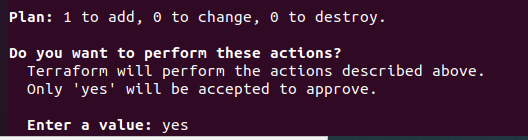 Plan: 1 to add, 0 to change, 0 to destroy.
Do you want to perform these actions?
Terraform will perform the actions described above.
Only 'yes' will be accepted to approve.
Enter a value: yes